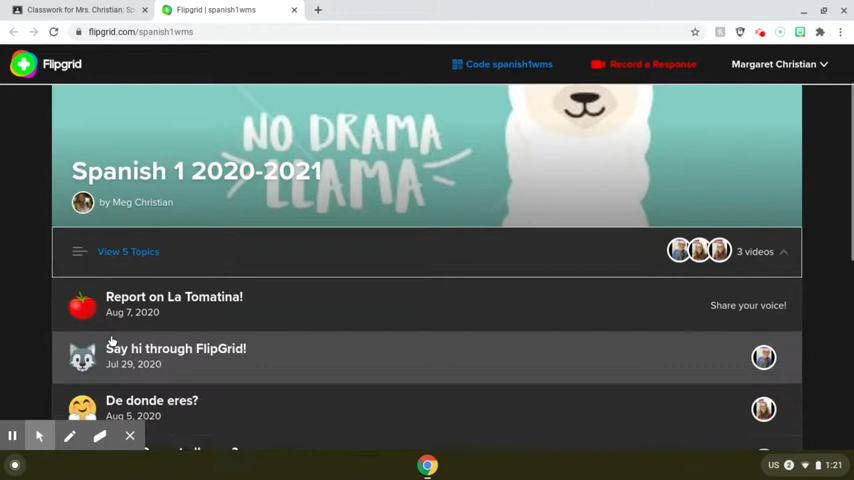 Classwork for Mrs. Christian: Sp
Flipgrid | spanish1wms
flipgrid.com/spanish1wms
Flipgrid
Code spanish1wms
Record a Response
Margaret Christian
NO DRAMA
LLAMA
Spanish 1 2020-2021
by Meg Christian
View 5 Topics
3 videos
Report on La Tomatina!
Aug 7, 2020
Share your voice!
Say hi through FlipGrid!
Jul 29, 2020
De donde eres?
Aug 5, 2020
US
2
1:21